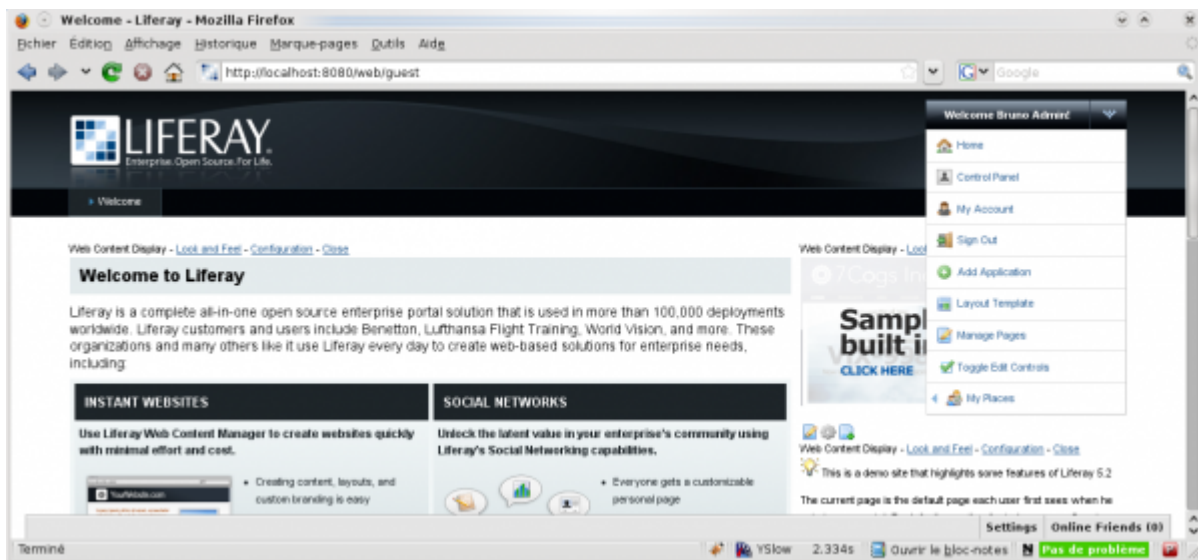 Welcome - Liferay - Mozilla Firefox
Fichier Édition Affichage Historique Marque-pages Outils Aide
http://localhost:8080/web/guest
Google
LIFERAY.
Enterprise. Open Source. For Life.
Welcome Bruno Admin!
Home
Control Panel
My Account
Sign Out
Add Application
Layout Template
Manage Pages
Toggle Edit Controls
My Places
Welcome
Web Content Display - Look and Feel - Configuration - Close
Welcome to Liferay
Liferay is a complete all-in-one open source enterprise portal solution that is used in more than 100,000 deployments
worldwide. Liferay customers and users include Benetton, Lufthansa Flight Training, World Vision, and more. These
organizations and many others like it use Liferay every day to create web-based solutions for enterprise needs,
including:
INSTANT WEBSITES
Use Liferay Web Content Manager to create websites quickly
with minimal effort and cost.
YourWebsite.com
• Creating content, layouts, and
custom branding is easy
SOCIAL NETWORKS
Unlock the latent value in your enterprise's community using
Liferay's Social Networking capabilities.
• Everyone gets a customizable
personal page
Web Content Display - Loo
7Cogs In
Sampl
built i
CLICK HERE
Web Content Display - Look and Feel - Configuration - Close
This is a demo site that highlights some features of Liferay 5.2
The current page is the default page each user first sees when he
Settings Online Friends (0)
Terminé
YSlow 2.334s Ouvrir le bloc-notes Pas de problème